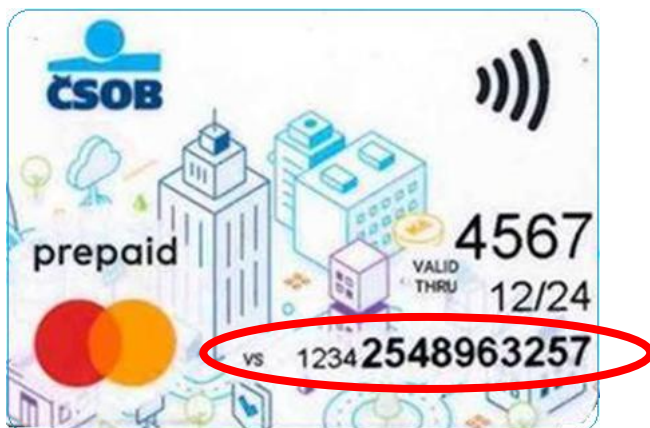 ČSOB
prepaid
4567
VALID
THRU
12/24
VS 1234 2548963257